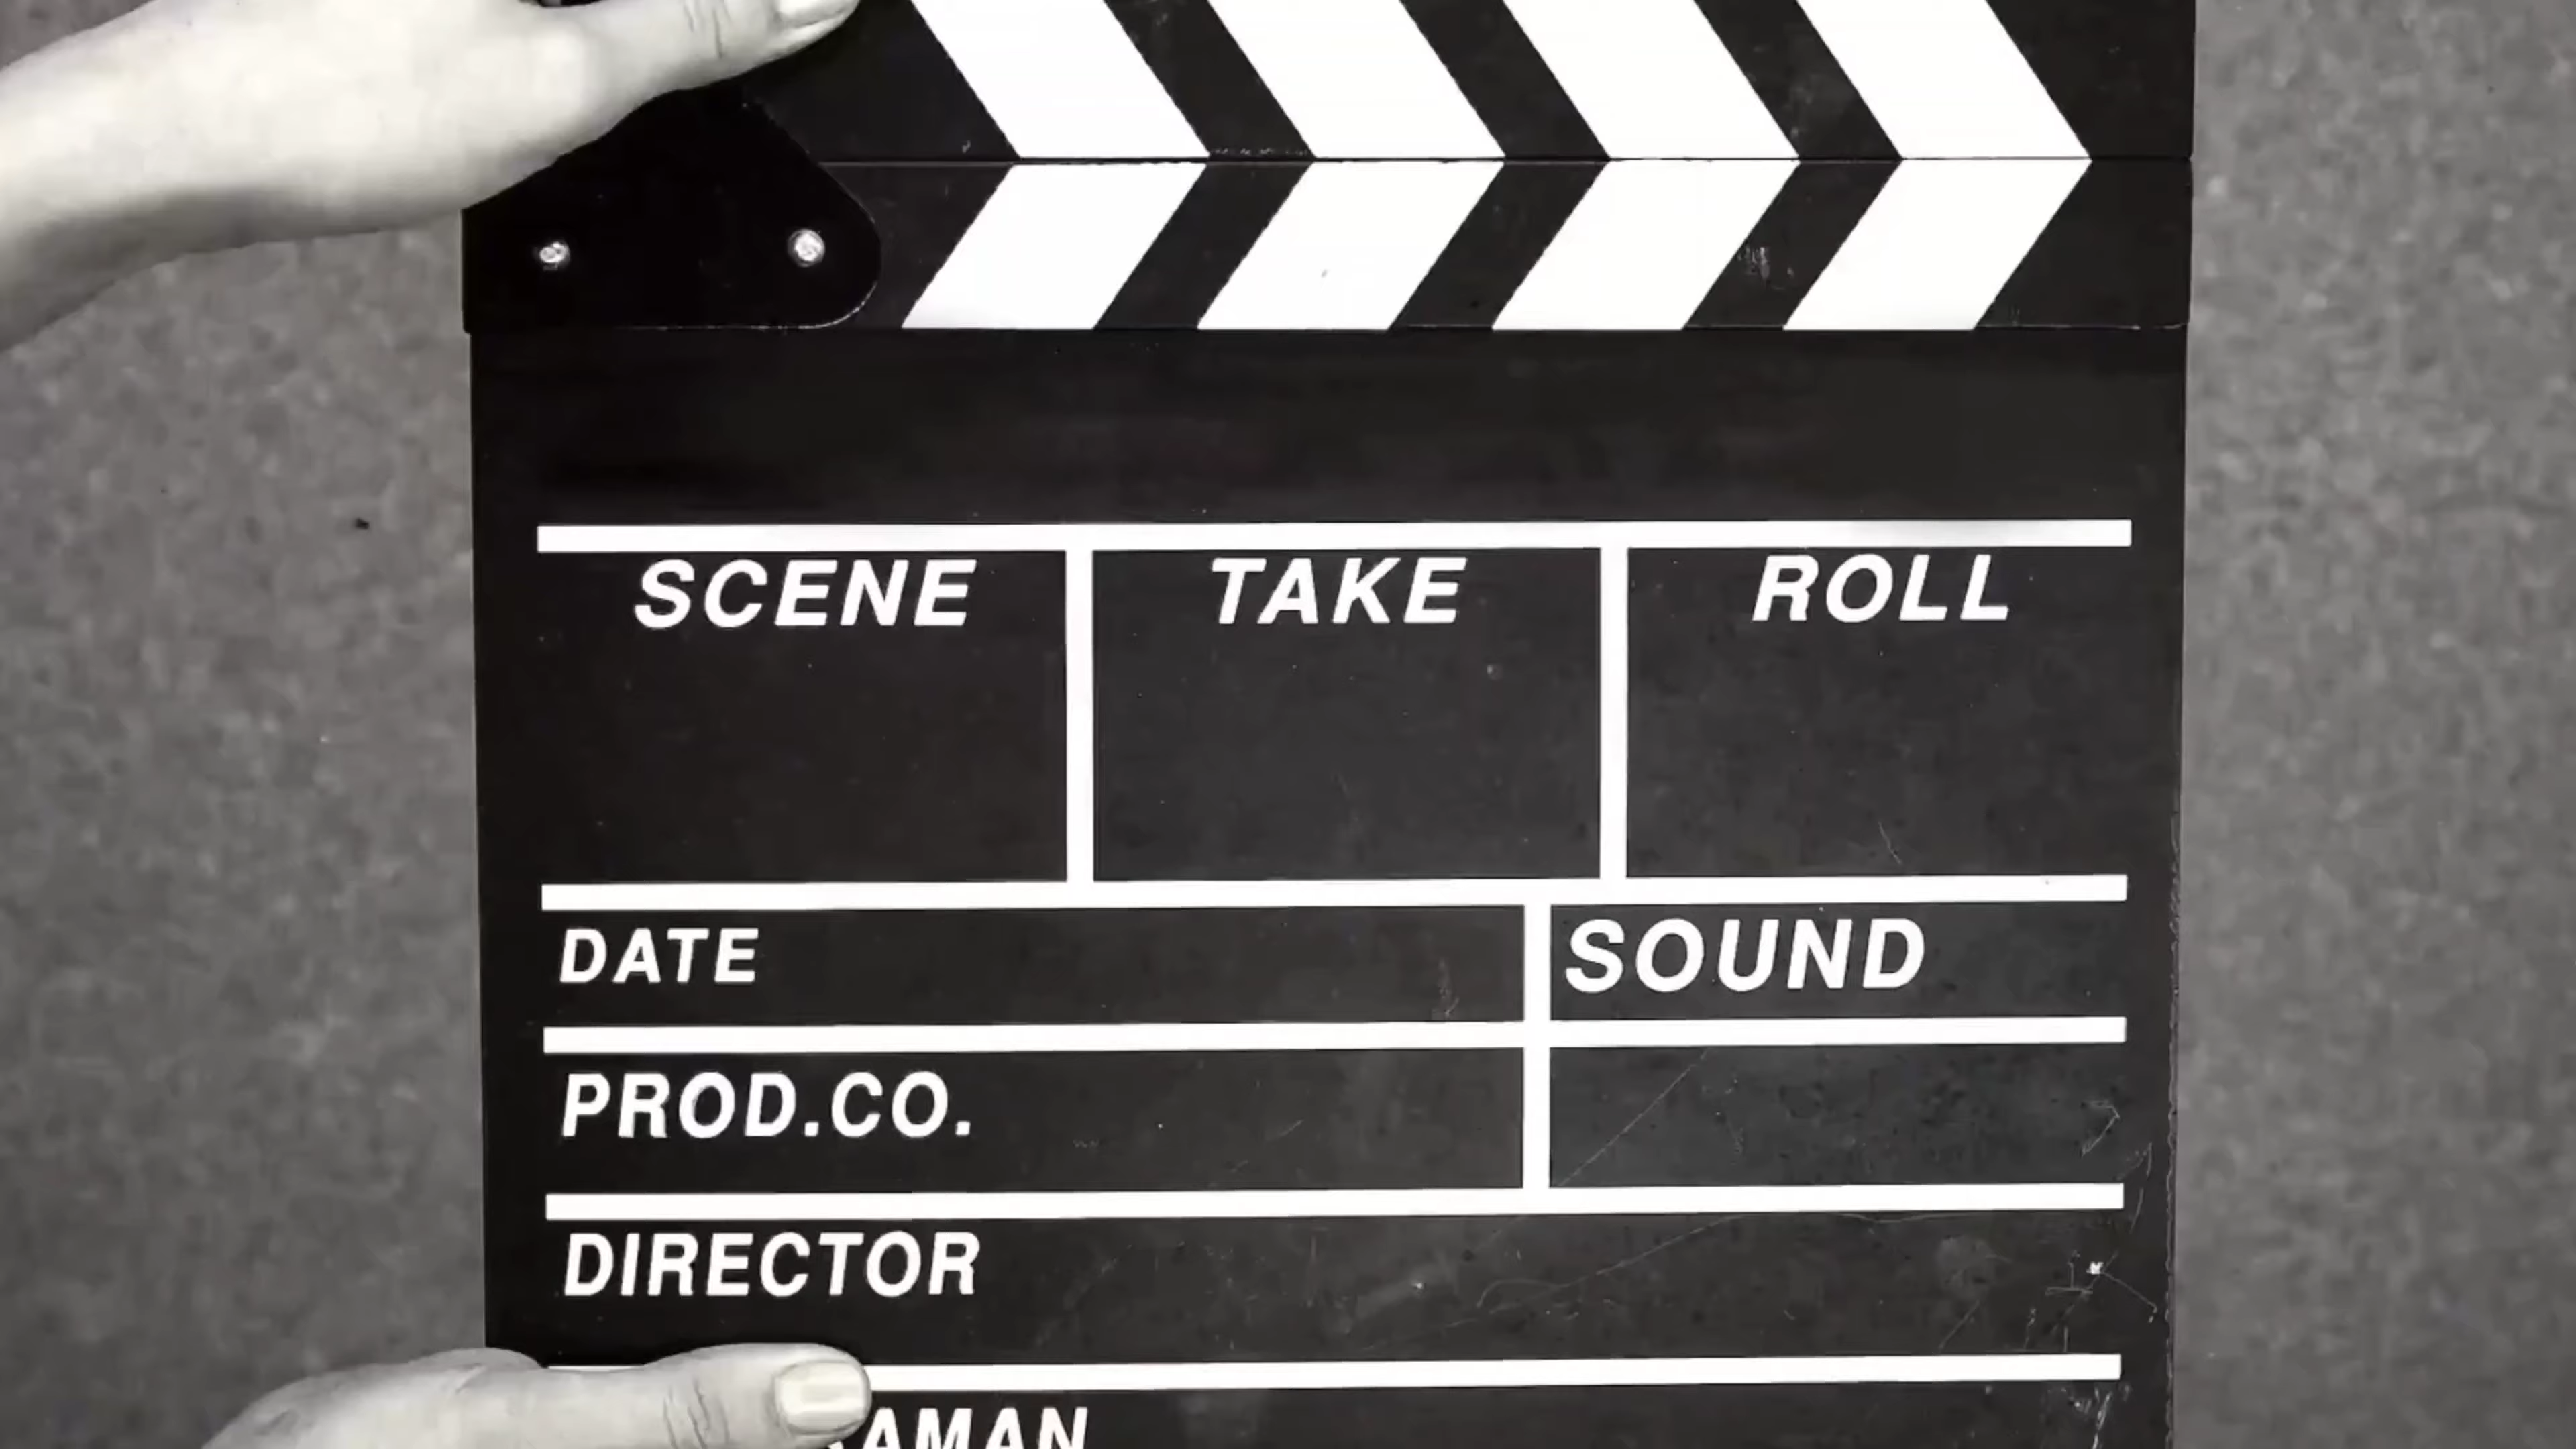 SCENE TAKE ROLL
DATE SOUND
PROD.CO.
DIRECTOR